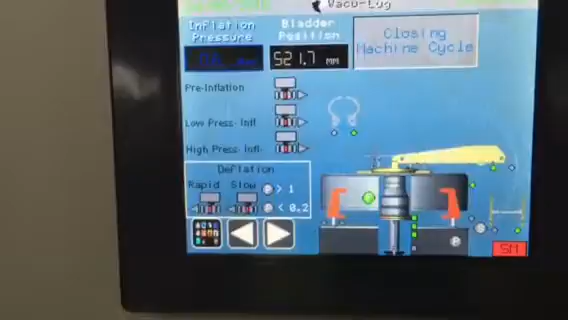 Vacu-Lug
Inflation Pressure
Bladder Position
521.7 MM
Closing Machine Cycle
Pre-Inflation
Low Press. Infl.
High Press. Infl.
Deflation
Rapid Slow
P > 1
P < 0.2
P
P
SM